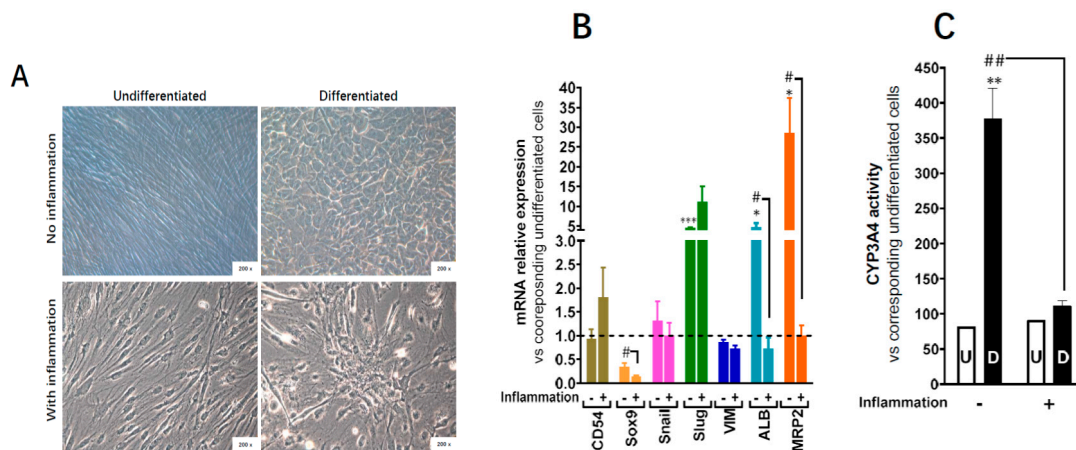 A
Undifferentiated
Differentiated
No inflammation
200 x
200 x
With inflammation
200 x
200 x
B
mRNA relative expression
vs cooreposnding undifferentiated cells
40
35
30
25
20
15
10
5
3.0
2.5
2.0
1.5
1.0
0.5
0.0
***
#
#
*
#
*
Inflammation
- + - + - + - + - + - + - +
CD54
Sox9
Snail
Slug
VIM
ALB
MRP2
C
CYP3A4 activity
vs corresponding undifferentiated cells
450
400
350
300
250
200
150
100
50
0
##
**
U D U D
Inflammation - +